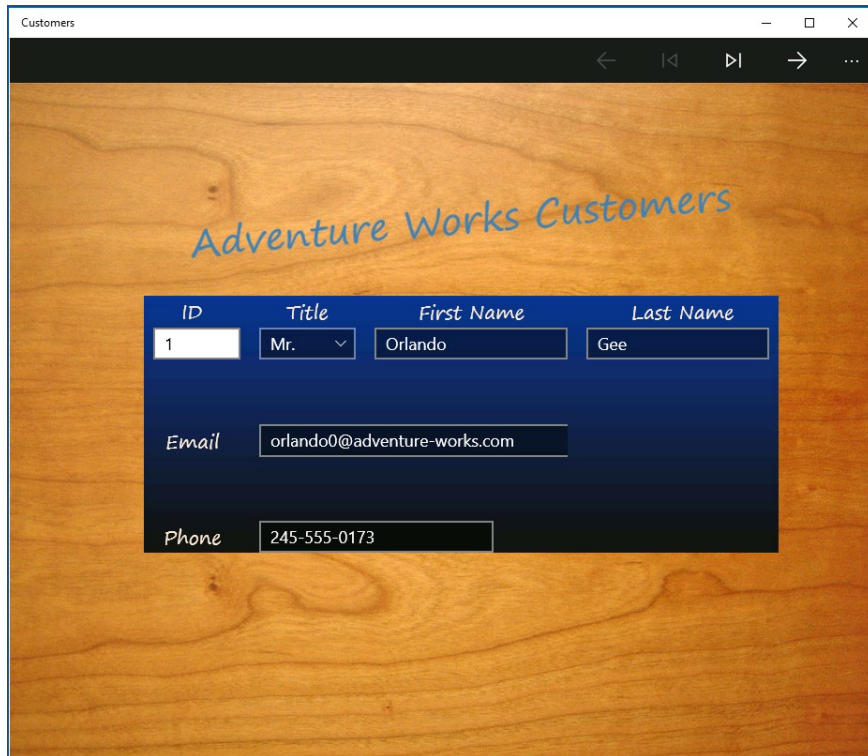 Customers
Adventure Works Customers
ID Title First Name Last Name
1 Mr. Orlando Gee
Email orlando0@adventure-works.com
Phone 245-555-0173